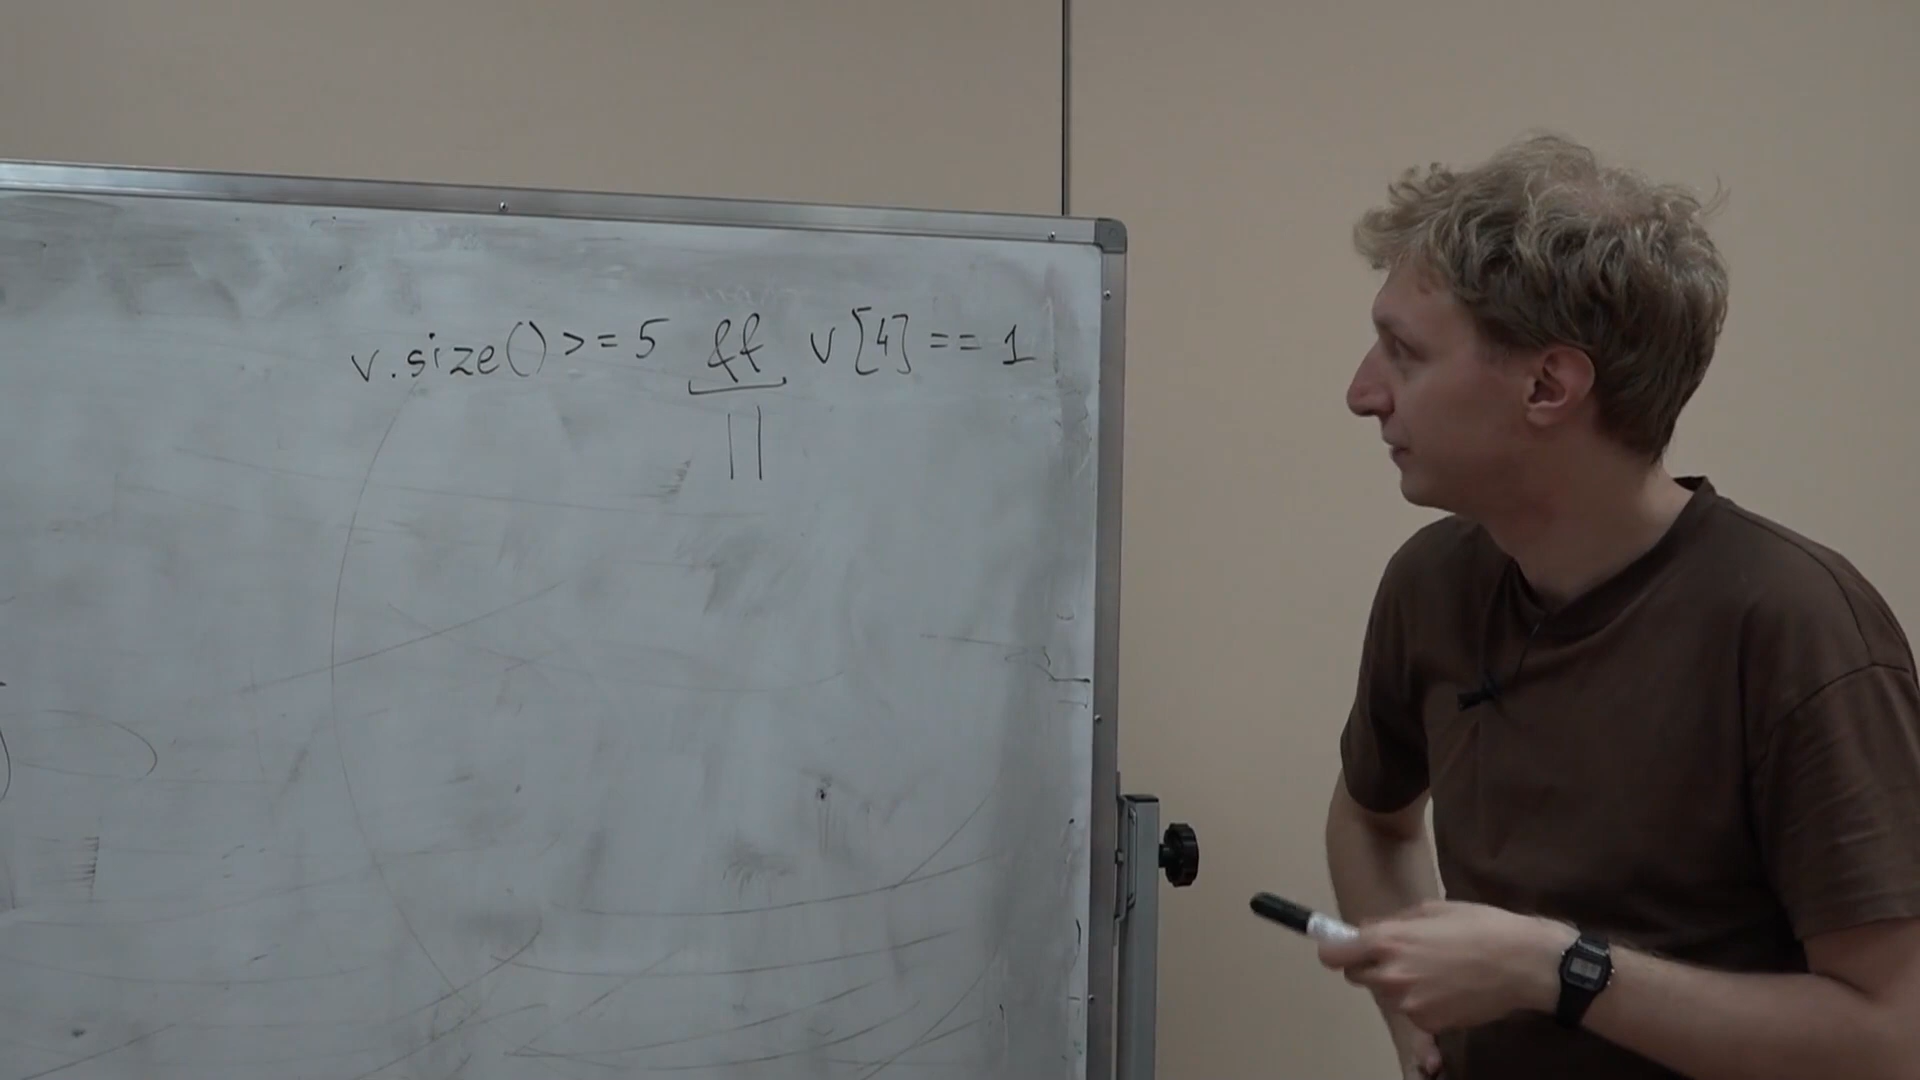 v.size() >= 5 && v[4] == 1
||